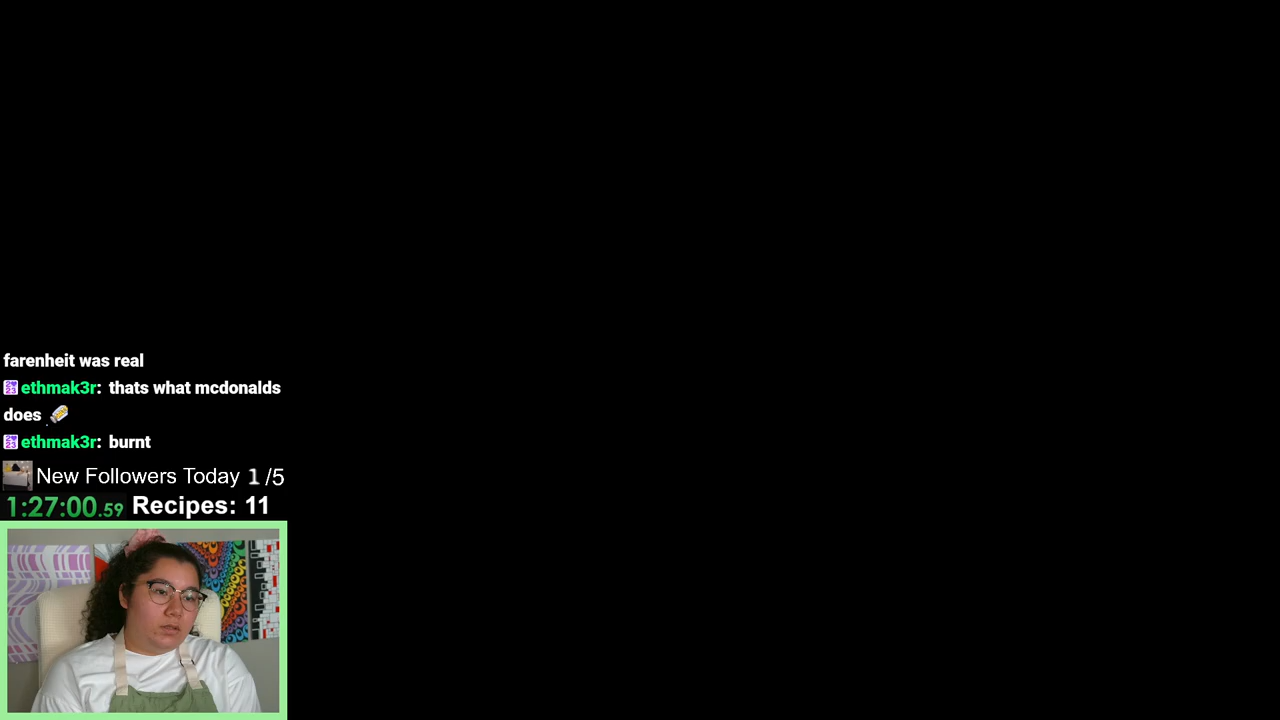 farenheit was real
ethmak3r: thats what mcdonalds
does
ethmak3r: burnt
New Followers Today 1 /5
1:27:00.59 Recipes: 11